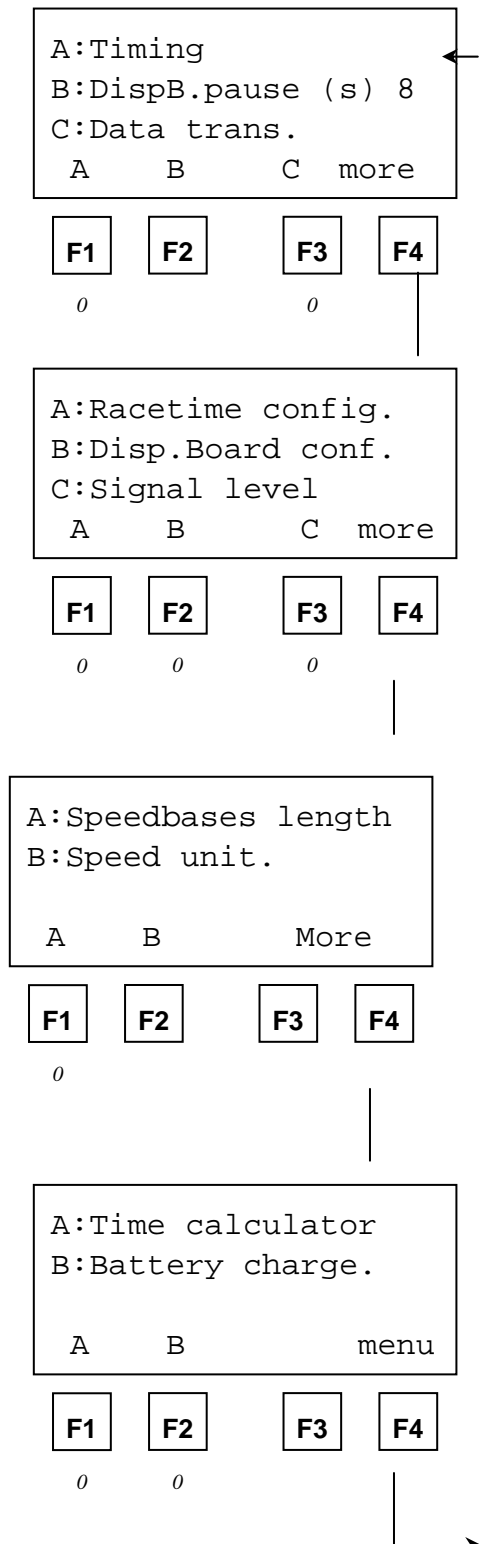 A:Timing
B:DispB.pause (s) 8
C:Data trans.
A B C more
F1 F2 F3 F4
0 0
A:Racetime config.
B:Disp.Board conf.
C:Signal level
A B C more
F1 F2 F3 F4
0 0 0
A:Speedbases length
B:Speed unit.
A B More
F1 F2 F3 F4
0
A:Time calculator
B:Battery charge.
A B menu
F1 F2 F3 F4
0 0